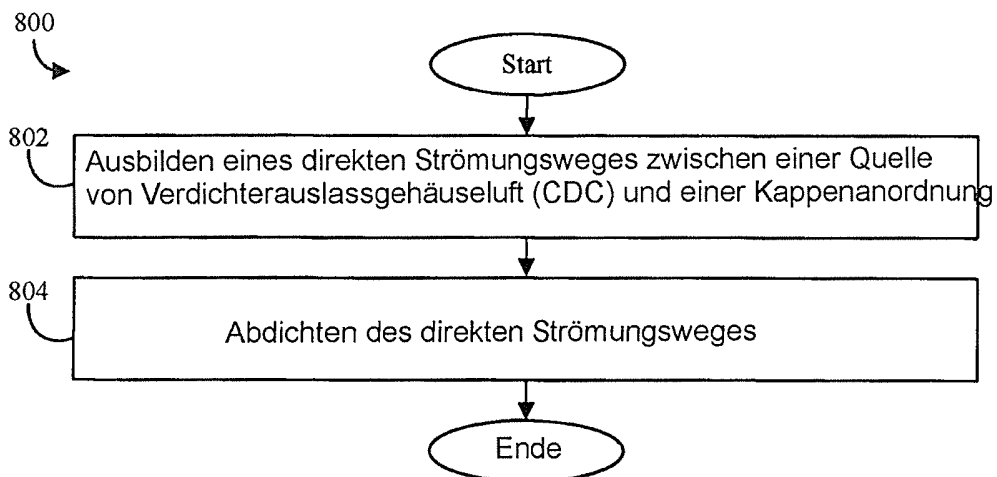 800
Start
802
Ausbilden eines direkten Strömungsweges zwischen einer Quelle
von Verdichterauslassgehäuseluft (CDC) und einer Kappenanordnung
804
Abdichten des direkten Strömungsweges
Ende